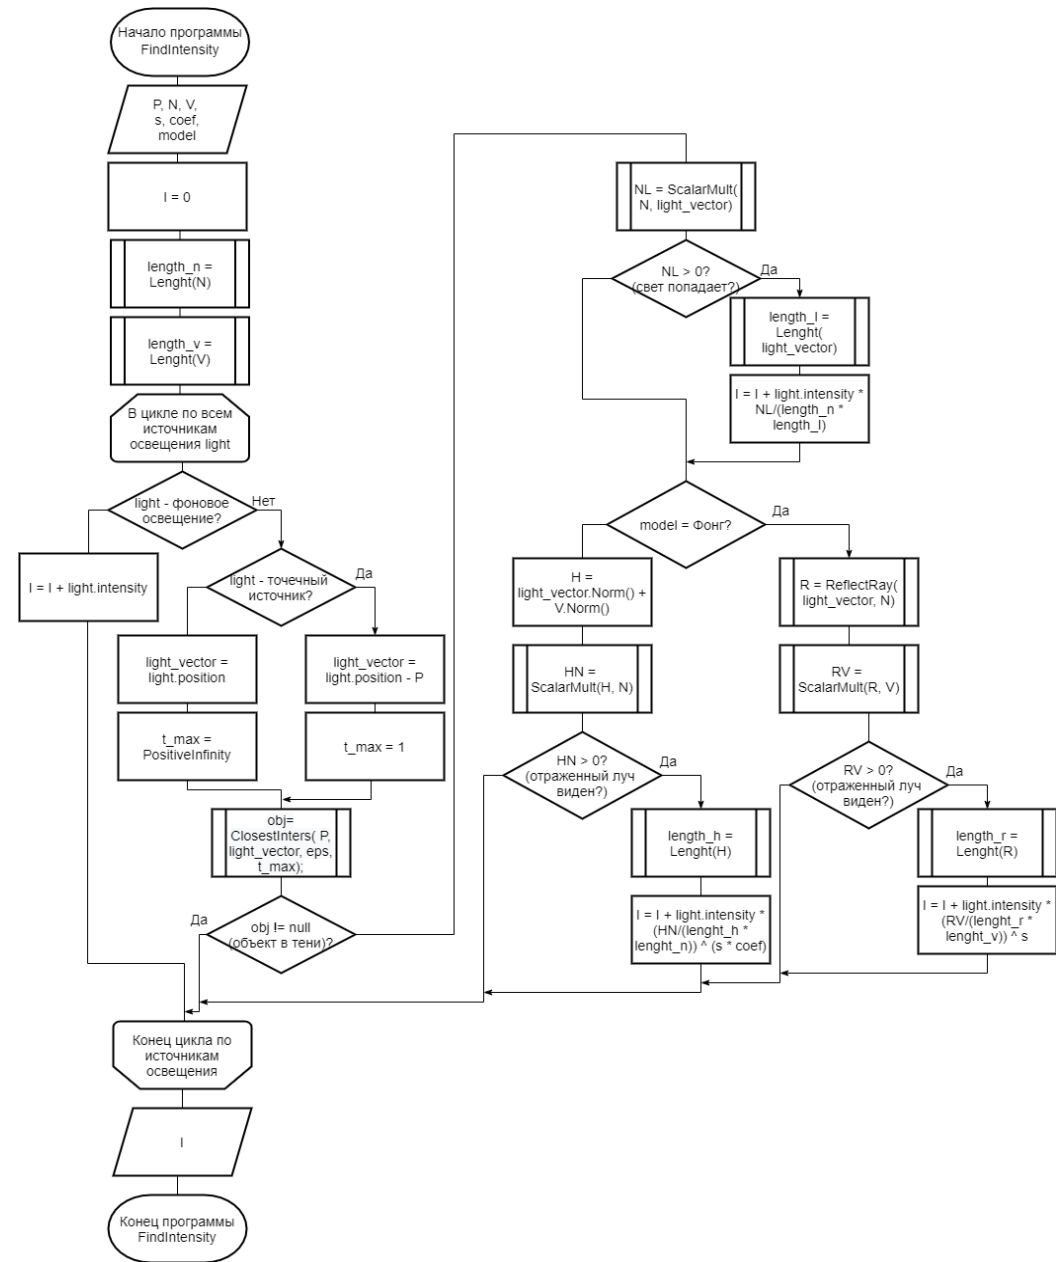 Начало программы
FindIntensity
P, N, V,
s, coef,
model
I = 0
length_n =
Lenght(N)
length_v =
Lenght(V)
В цикле по всем
источникам
освещения light
light - фоновое
освещение?
Нет
I = I + light.intensity
light - точечный
источник?
Да
light_vector =
light.position
light_vector =
light.position - P
t_max =
PositiveInfinity
t_max = 1
obj=
ClosestInters( P,
light_vector, eps,
t_max);
Да
obj != null
(объект в тени)?
NL = ScalarMult(
N, light_vector)
NL > 0?
(свет попадает?)
Да
length_l =
Lenght(
light_vector)
I = I + light.intensity *
NL/(length_n *
length_l)
model = Фонг?
Да
H =
light_vector.Norm() +
V.Norm()
R = ReflectRay(
light_vector, N)
HN =
ScalarMult(H, N)
RV =
ScalarMult(R, V)
HN > 0?
(отраженный луч
виден?)
Да
RV > 0?
(отраженный луч
виден?)
Да
length_h =
Lenght(H)
length_r =
Lenght(R)
I = I + light.intensity *
(HN/(lenght_h *
lenght_n)) ^ (s * coef)
I = I + light.intensity *
(RV/(lenght_r *
lenght_v)) ^ s
Конец цикла по
источникам
освещения
I
Конец программы
FindIntensity